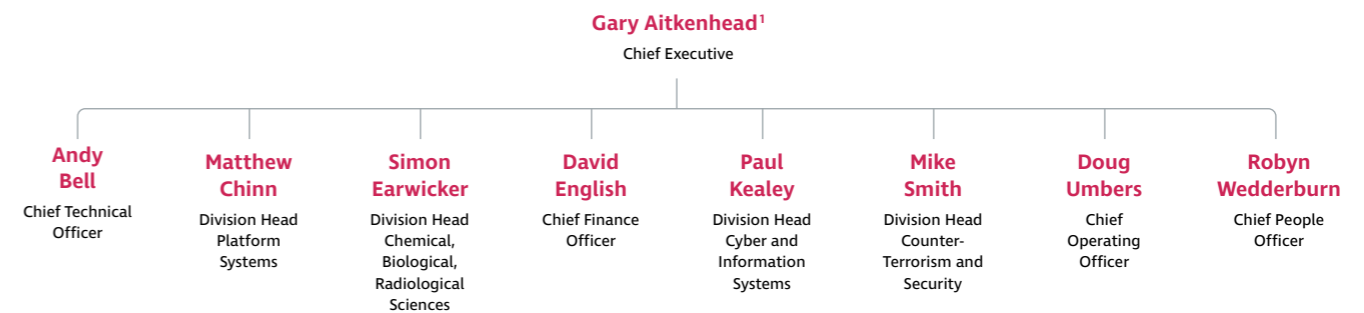 Gary Aitkenhead¹
Chief Executive
Andy
Bell
Chief Technical
Officer
Matthew
Chinn
Division Head
Platform
Systems
Simon
Earwicker
Division Head
Chemical,
Biological,
Radiological
Sciences
David
English
Chief Finance
Officer
Paul
Kealey
Division Head
Cyber and
Information
Systems
Mike
Smith
Division Head
Counter-
Terrorism and
Security
Doug
Umbers
Chief
Operating
Officer
Robyn
Wedderburn
Chief People
Officer